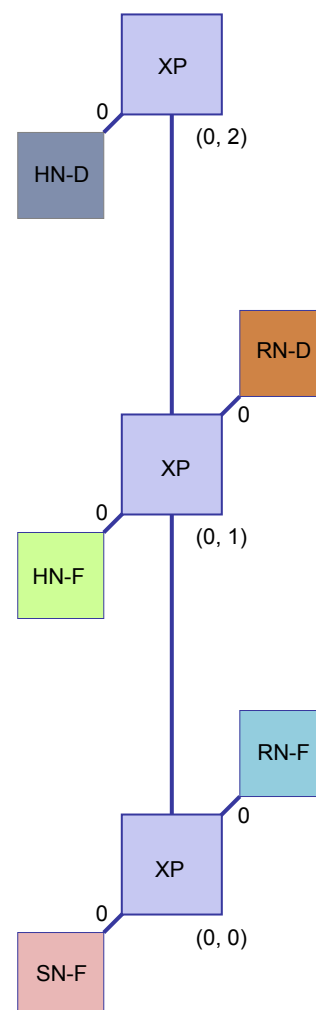 XP
0
(0, 2)
HN-D
RN-D
0
XP
0
(0, 1)
HN-F
RN-F
0
XP
0
(0, 0)
SN-F